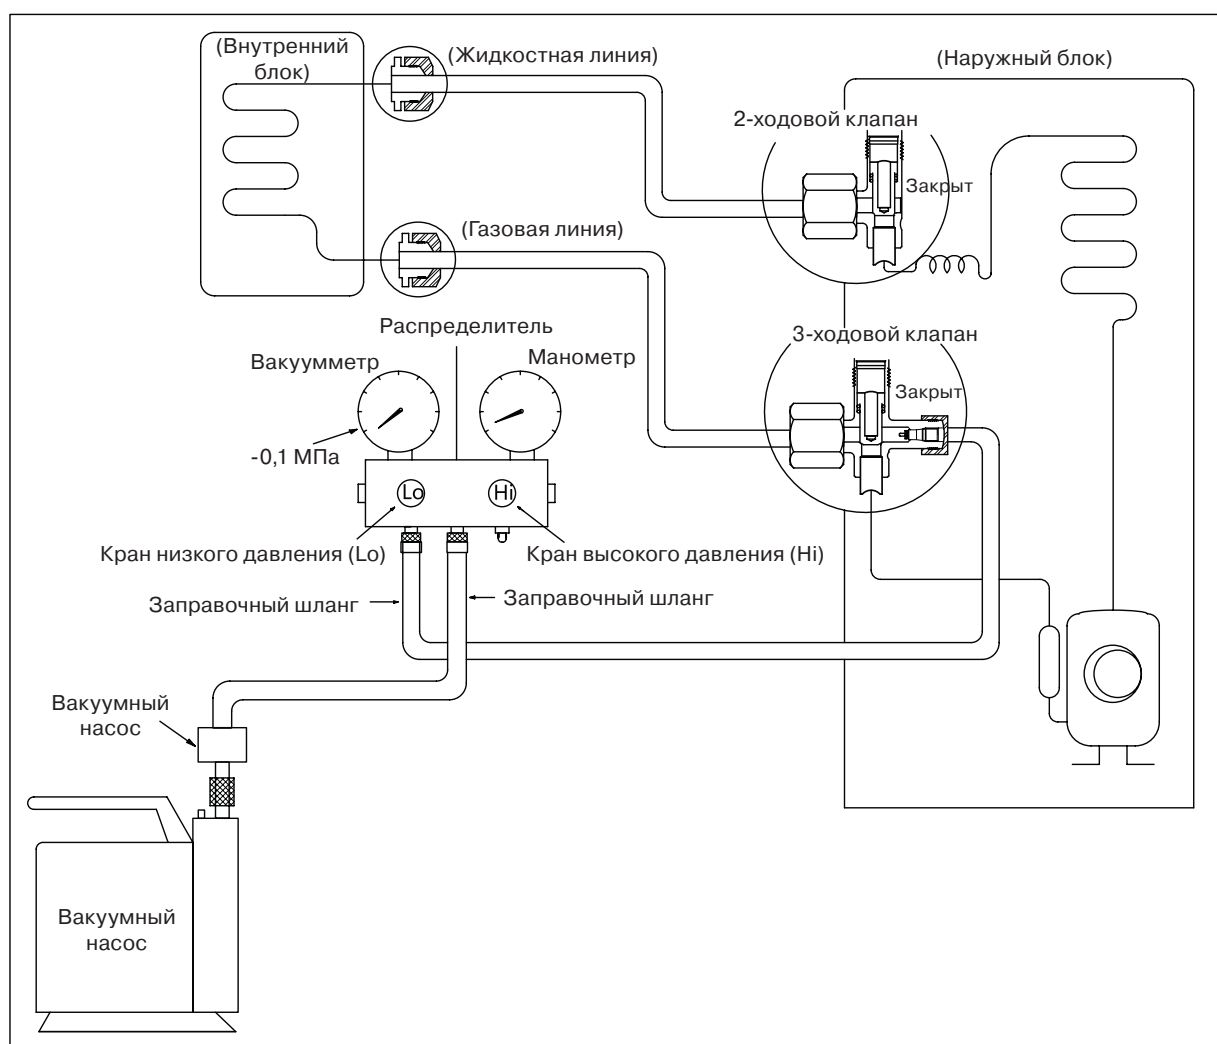 (Внутренний
блок)
(Жидкостная линия)
(Наружный блок)
2-ходовой клапан
Закрыт
(Газовая линия)
Распределитель
3-ходовой клапан
Вакуумметр
Манометр
Закрыт
-0,1 МПа
Lo
Hi
Кран низкого давления (Lo)
Кран высокого давления (Hi)
Заправочный шланг
Заправочный шланг
Вакуумный
насос
Вакуумный
насос